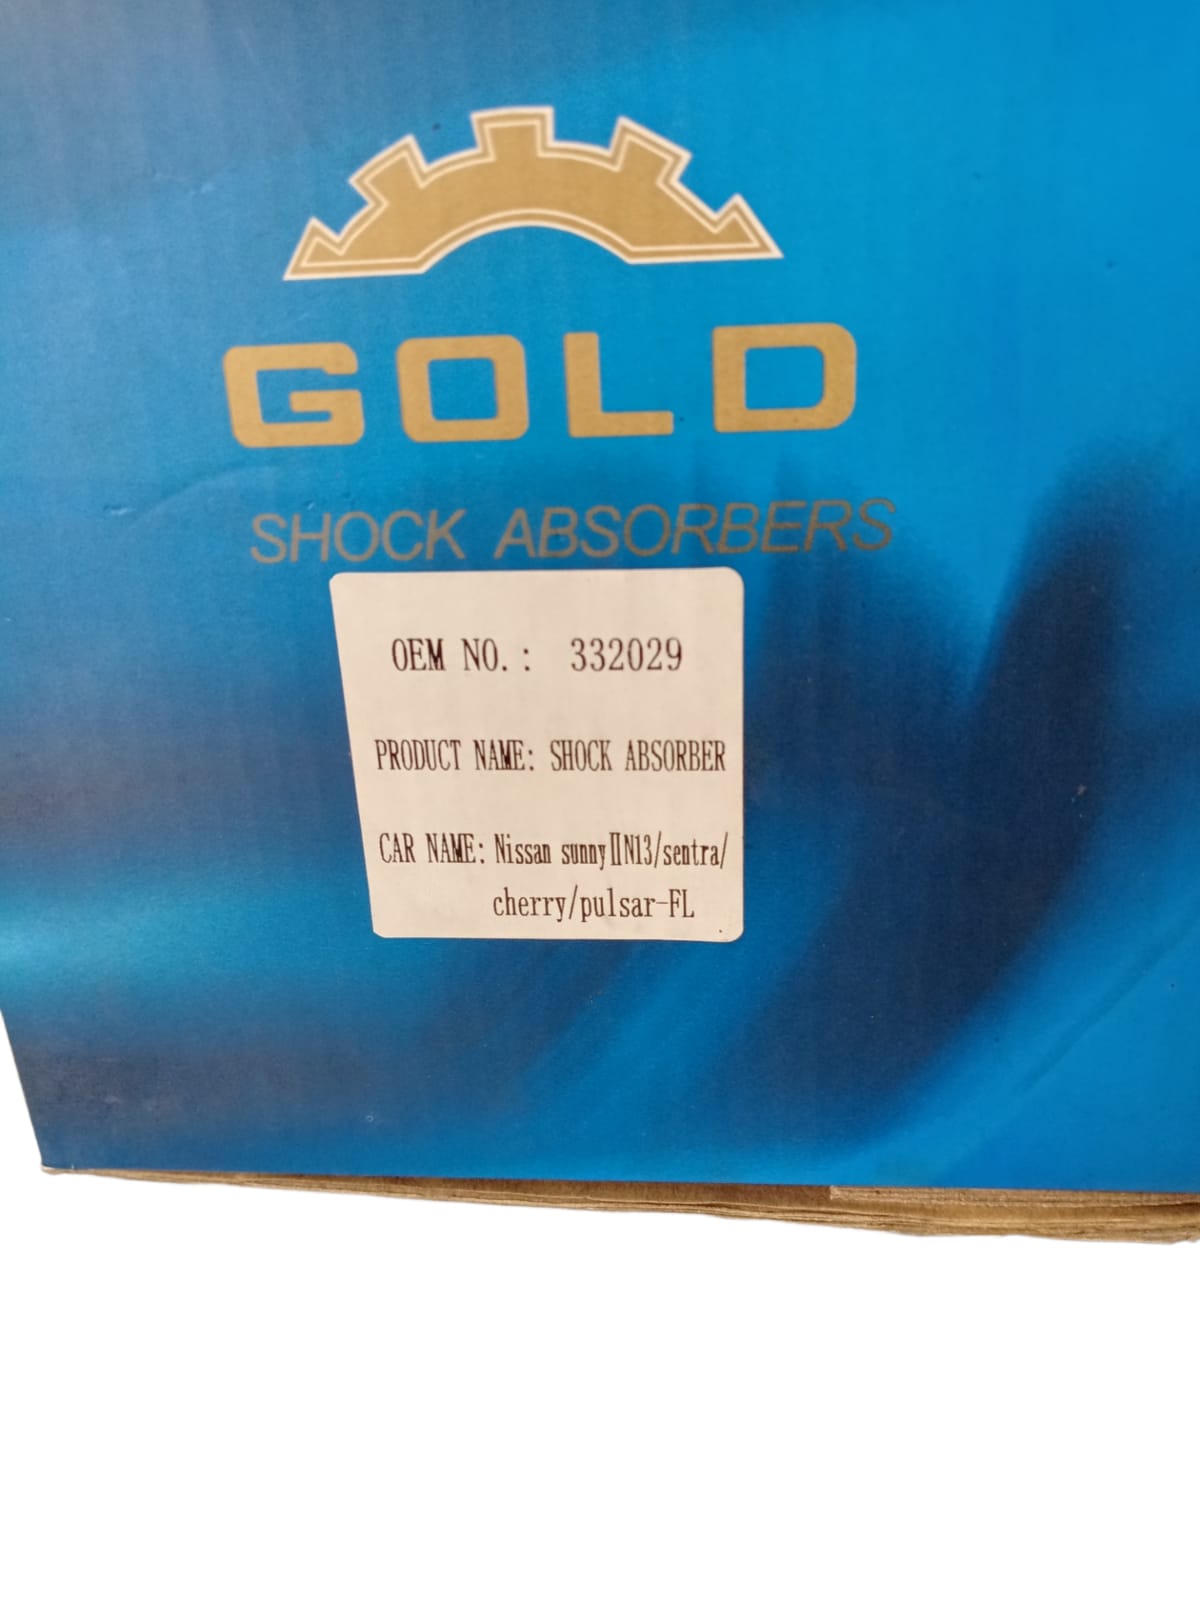 GOLD
SHOCK ABSORBERS
OEM NO.: 332029
PRODUCT NAME: SHOCK ABSORBER
CAR NAME: Nissan sunnyⅡN13/sentra/
cherry/pulsar-FL